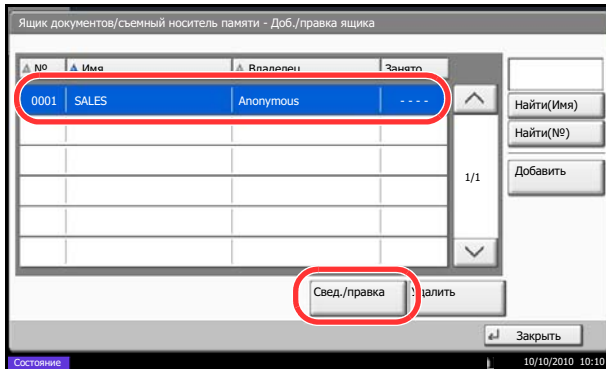 Ящик документы/съемный носитель памяти - Доб./правка ящика
№ Имя Владелец Занято
0001 SALES Anonymous - - - -
Найти(Имя)
Найти(№)
1/1
Добавить
Свед./правка Удалить
Закрыть
Состояние 10/10/2010 10:10